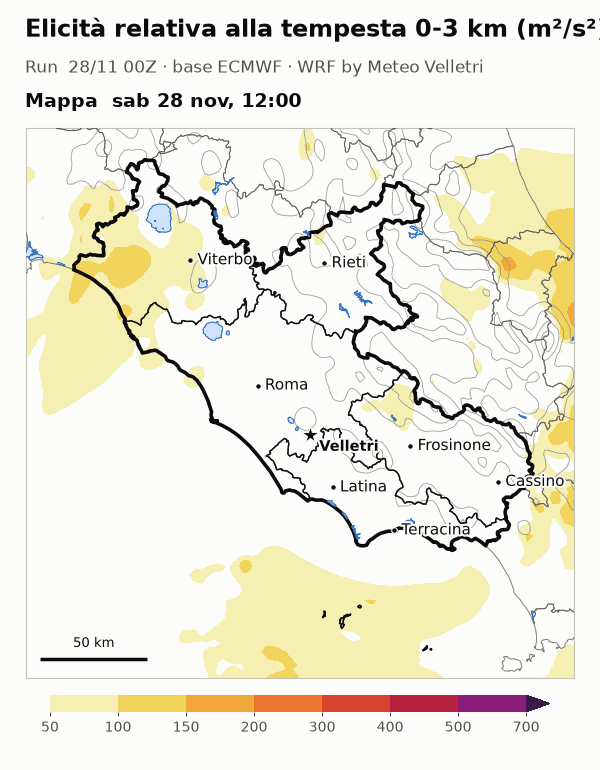 Elicità relativa alla tempesta 0-3 km (m²/s²)
Run 28/11 00Z · base ECMWF · WRF by Meteo Velletri
Mappa sab 28 nov, 12:00
Viterbo
Rieti
Roma
Velletri
Frosinone
Cassino
Latina
Terracina
50 km
50 100 150 200 300 400 500 700